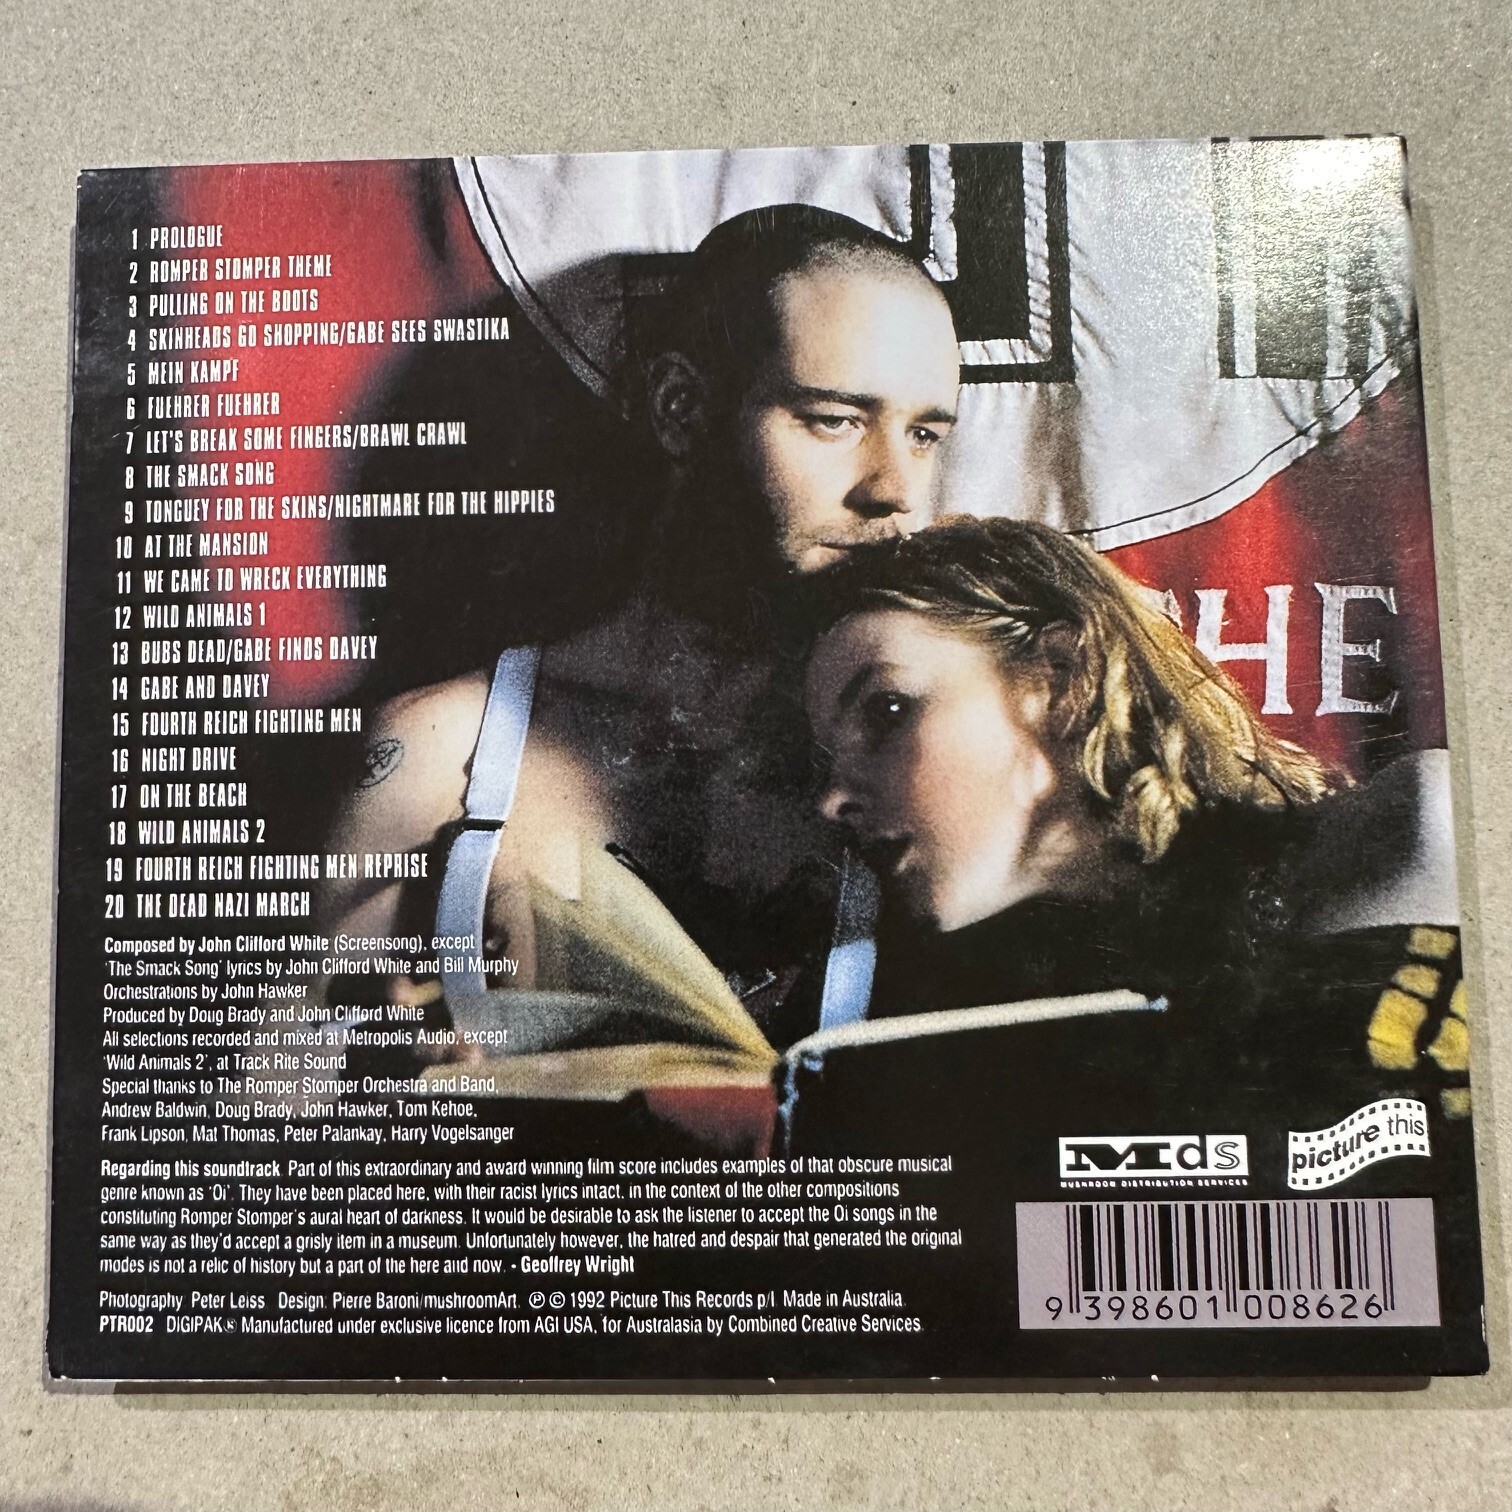 1 PROLOGUE
2 ROMPER STOMPER THEME
3 PULLING ON THE BOOTS
4 SKINHEADS GO SHOPPING/GABE SEES SWASTIKA
5 MEIN KAMPF
6 FUEHRER FUEHRER
7 LET'S BREAK SOME FINGERS/BRAWL CRAWL
8 THE SMACK SONG
9 TONGUEY FOR THE SKINS/NIGHTMARE FOR THE HIPPIES
10 AT THE MANSION
11 WE CAME TO WRECK EVERYTHING
12 WILD ANIMALS 1
13 BUBS DEAD/GABE FINDS DAVEY
14 GABE AND DAVEY
15 FOURTH REICH FIGHTING MEN
16 NIGHT DRIVE
17 ON THE BEACH
18 WILD ANIMALS 2
19 FOURTH REICH FIGHTING MEN REPRISE
20 THE DEAD NAZI MARCH
HE
Composed by John Clifford White (Screensong), except
'The Smack Song' lyrics by John Clifford White and Bill Murphy
Orchestrations by John Hawker
Produced by Doug Brady and John Clifford White
All selections recorded and mixed at Metropolis Audio, except
'Wild Animals 2', at Track Rite Sound
Special thanks to The Romper Stomper Orchestra and Band,
Andrew Baldwin, Doug Brady, John Hawker, Tom Kehoe,
Frank Lipson, Mat Thomas, Peter Palankay, Harry Vogelsanger
Regarding this soundtrack. Part of this extraordinary and award winning film score includes examples of that obscure musical
genre known as 'Oi'. They have been placed here, with their racist lyrics intact, in the context of the other compositions
constituting Romper Stomper's aural heart of darkness. It would be desirable to ask the listener to accept the Oi songs in the
same way as they'd accept a grisly item in a museum. Unfortunately however, the hatred and despair that generated the original
modes is not a relic of history but a part of the here and now. - Geoffrey Wright
Photography: Peter Leiss Design: Pierre Baroni/mushroomArt. ℗ © 1992 Picture This Records p/l. Made in Australia.
PTR002 DIGIPAK® Manufactured under exclusive licence from AGI USA, for Australasia by Combined Creative Services.
Mds
MUSHROOM DISTRIBUTION SERVICES
picture this
9 398601 008626